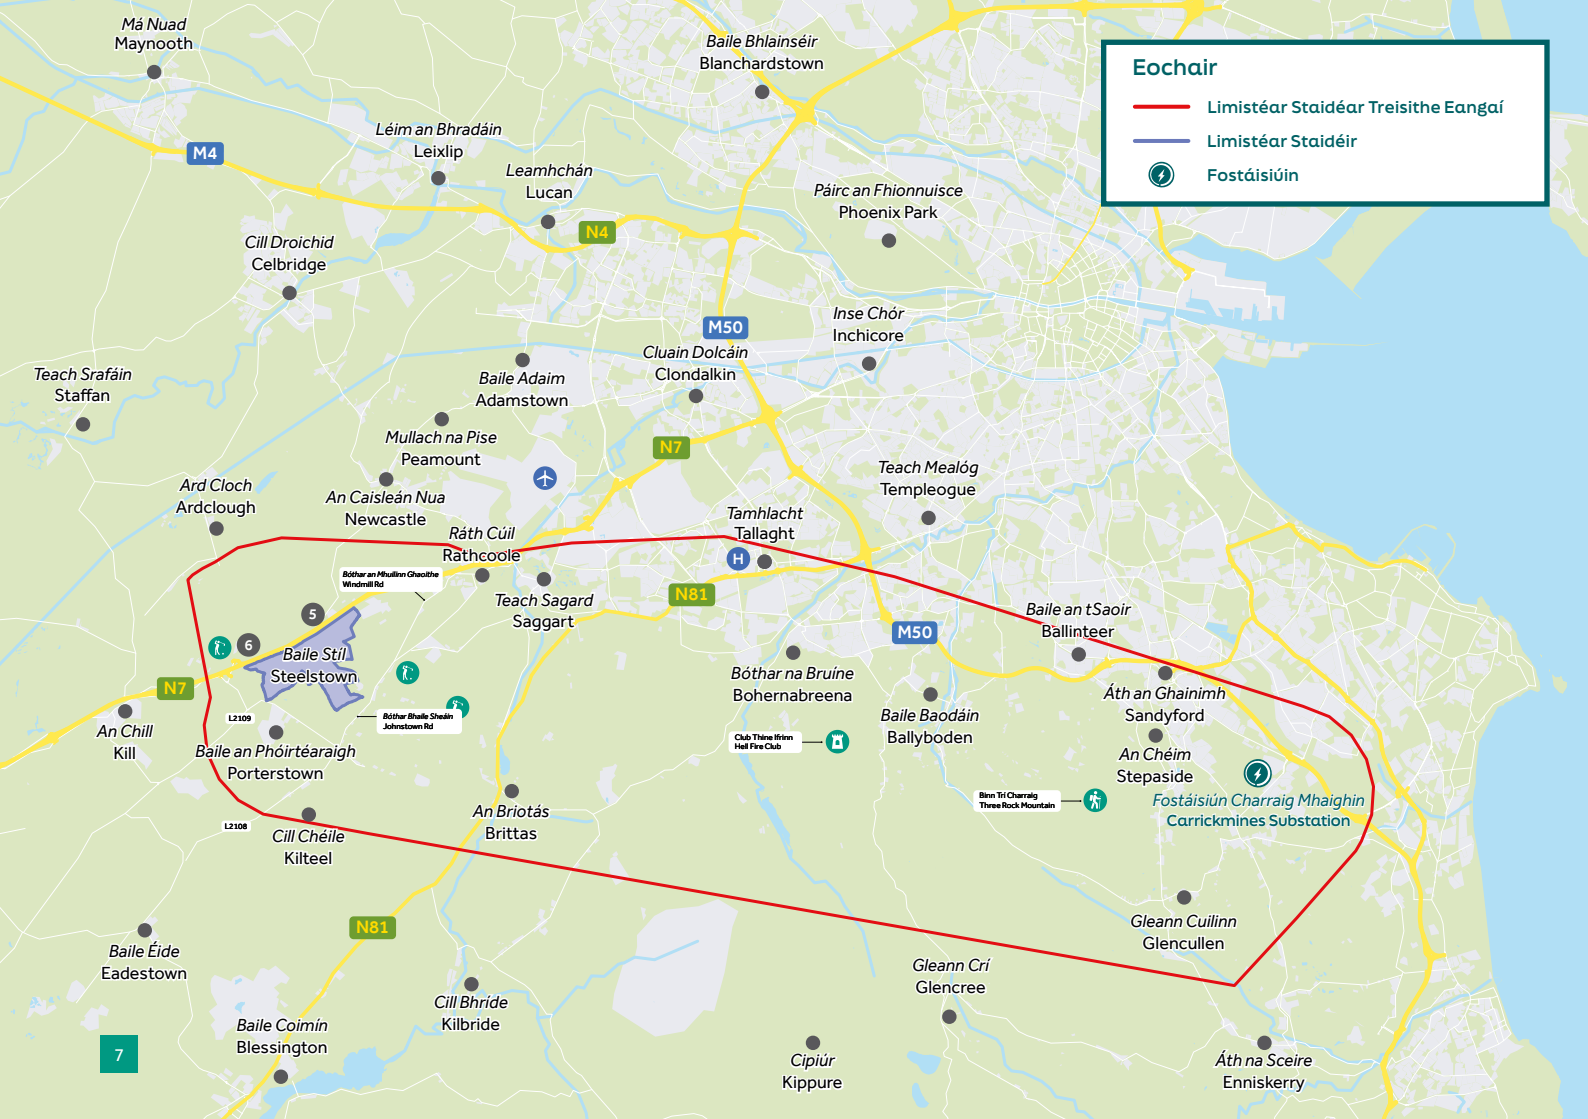 Má Nuad
Maynooth
Baile Bhlainséir
Blanchardstown
Eochair
Limistéar Staidéar Treisithe Eangaí
Limistéar Staidéir
Fostáisiúin
M4
Léim an Bhradáin
Leixlip
Leamhchán
Lucan
Páirc an Fhionnuisce
Phoenix Park
N4
Cill Droichid
Celbridge
M50
Inse Chór
Inchicore
Cluain Dolcáin
Clondalkin
Teach Srafáin
Staffan
Baile Adaim
Adamstown
Mullach na Pise
Peamount
N7
Teach Mealóg
Templeogue
Ard Cloch
Ardclough
An Caisleán Nua
Newcastle
Tamhlacht
Tallaght
H
Ráth Cúil
Rathcoole
Bóthar an Mhuilinn Ghaoithe
Windmill Rd
Teach Sagard
Saggart
N81
5
6
Baile an tSaoir
Ballinteer
M50
Baile Stíl
Steelstown
Bóthar na Bruíne
Bohernabreena
N7
Áth an Ghainimh
Sandyford
Baile Baodáin
Ballyboden
L2109
Bóthar Bhaile Sheáin
Johnstown Rd
An Chill
Kill
Club Thine Ifrinn
Hell Fire Club
Baile an Phóirtéaraigh
Porterstown
An Chéim
Stepaside
Binn Trí Charraig
Three Rock Mountain
Fostáisiún Charraig Mhaighin
Carrickmines Substation
An Briotás
Brittas
L2108
Cill Chéile
Kilteel
N81
Gleann Cuilinn
Glencullen
Baile Éide
Eadestown
Gleann Crí
Glencree
Cill Bhríde
Kilbride
Baile Coimín
Blessington
7
Cipiúr
Kippure
Áth na Sceire
Enniskerry